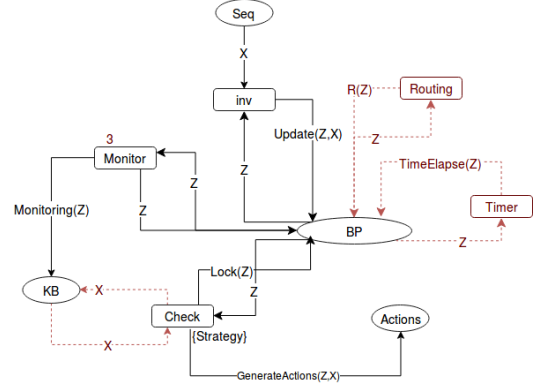 Seq
X
R(Z)
Routing
inv
Update(Z,X)
3
Monitor
Z
Z
Z
TimeElapse(Z)
Monitoring(Z)
Z
Timer
BP
Z
Lock(Z)
KB
X
Z
Check
{Strategy}
Actions
X
GenerateActions(Z,X)